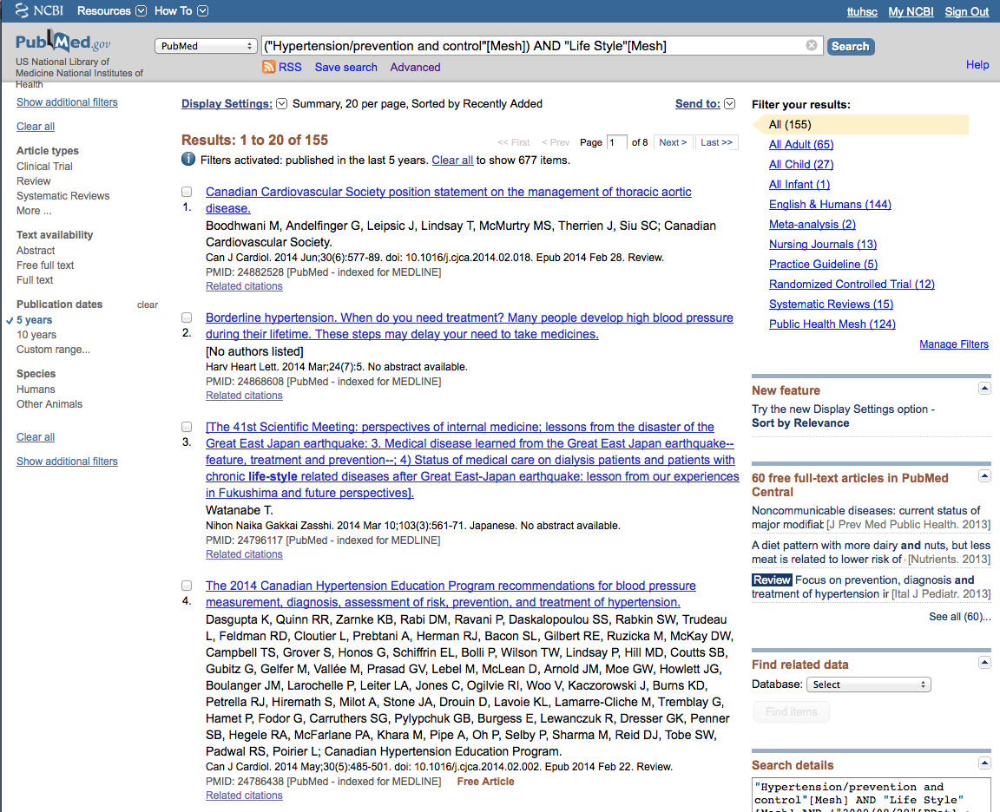 NCBI Resources How To ttuhsc My NCBI Sign Out
PubMed.gov
US National Library of
Medicine National Institutes of
Health
PubMed ("Hypertension/prevention and control"[Mesh]) AND "Life Style"[Mesh] Search
RSS Save search Advanced Help
Show additional filters
Clear all
Article types
Clinical Trial
Review
Systematic Reviews
More ...
Text availability
Abstract
Free full text
Full text
Publication dates clear
5 years
10 years
Custom range...
Species
Humans
Other Animals
Clear all
Show additional filters
Display Settings: Summary, 20 per page, Sorted by Recently Added Send to:
Results: 1 to 20 of 155 << First < Prev Page 1 of 8 Next > Last >>
Filters activated: published in the last 5 years. Clear all to show 677 items.
Canadian Cardiovascular Society position statement on the management of thoracic aortic
1. disease.
Boodhwani M, Andelfinger G, Leipsic J, Lindsay T, McMurtry MS, Therrien J, Siu SC; Canadian
Cardiovascular Society.
Can J Cardiol. 2014 Jun;30(6):577-89. doi: 10.1016/j.cjca.2014.02.018. Epub 2014 Feb 28. Review.
PMID: 24882528 [PubMed - indexed for MEDLINE]
Related citations
Borderline hypertension. When do you need treatment? Many people develop high blood pressure
2. during their lifetime. These steps may delay your need to take medicines.
[No authors listed]
Harv Heart Lett. 2014 Mar;24(7):5. No abstract available.
PMID: 24868608 [PubMed - indexed for MEDLINE]
Related citations
[The 41st Scientific Meeting: perspectives of internal medicine; lessons from the disaster of the
3. Great East Japan earthquake: 3. Medical disease learned from the Great East Japan earthquake--
feature, treatment and prevention--; 4) Status of medical care on dialysis patients and patients with
chronic life-style related diseases after Great East-Japan earthquake: lesson from our experiences
in Fukushima and future perspectives].
Watanabe T.
Nihon Naika Gakkai Zasshi. 2014 Mar 10;103(3):561-71. Japanese. No abstract available.
PMID: 24796117 [PubMed - indexed for MEDLINE]
Related citations
The 2014 Canadian Hypertension Education Program recommendations for blood pressure
4. measurement, diagnosis, assessment of risk, prevention, and treatment of hypertension.
Dasgupta K, Quinn RR, Zarnke KB, Rabi DM, Ravani P, Daskalopoulou SS, Rabkin SW, Trudeau
L, Feldman RD, Cloutier L, Prebtani A, Herman RJ, Bacon SL, Gilbert RE, Ruzicka M, McKay DW,
Campbell TS, Grover S, Honos G, Schiffrin EL, Bolli P, Wilson TW, Lindsay P, Hill MD, Coutts SB,
Gubitz G, Gelfer M, Vallée M, Prasad GV, Lebel M, McLean D, Arnold JM, Moe GW, Howlett JG,
Boulanger JM, Larochelle P, Leiter LA, Jones C, Ogilvie RI, Woo V, Kaczorowski J, Burns KD,
Petrella RJ, Hiremath S, Milot A, Stone JA, Drouin D, Lavoie KL, Lamarre-Cliche M, Tremblay G,
Hamet P, Fodor G, Carruthers SG, Pylypchuk GB, Burgess E, Lewanczuk R, Dresser GK, Penner
SB, Hegele RA, McFarlane PA, Khara M, Pipe A, Oh P, Selby P, Sharma M, Reid DJ, Tobe SW,
Padwal RS, Poirier L; Canadian Hypertension Education Program.
Can J Cardiol. 2014 May;30(5):485-501. doi: 10.1016/j.cjca.2014.02.002. Epub 2014 Feb 22. Review.
PMID: 24786438 [PubMed - indexed for MEDLINE] Free Article
Related citations
Filter your results:
All (155)
All Adult (65)
All Child (27)
All Infant (1)
English & Humans (144)
Meta-analysis (2)
Nursing Journals (13)
Practice Guideline (5)
Randomized Controlled Trial (12)
Systematic Reviews (15)
Public Health Mesh (124)
Manage Filters
New feature
Try the new Display Settings option -
Sort by Relevance
60 free full-text articles in PubMed
Central
Noncommunicable diseases: current status of
major modifiat [J Prev Med Public Health. 2013]
A diet pattern with more dairy and nuts, but less
meat is related to lower risk of [Nutrients. 2013]
Review Focus on prevention, diagnosis and
treatment of hypertension ir [Ital J Pediatr. 2013]
See all (60)...
Find related data
Database: Select
Find items
Search details
"Hypertension/prevention and
control"[Mesh] AND "Life Style"